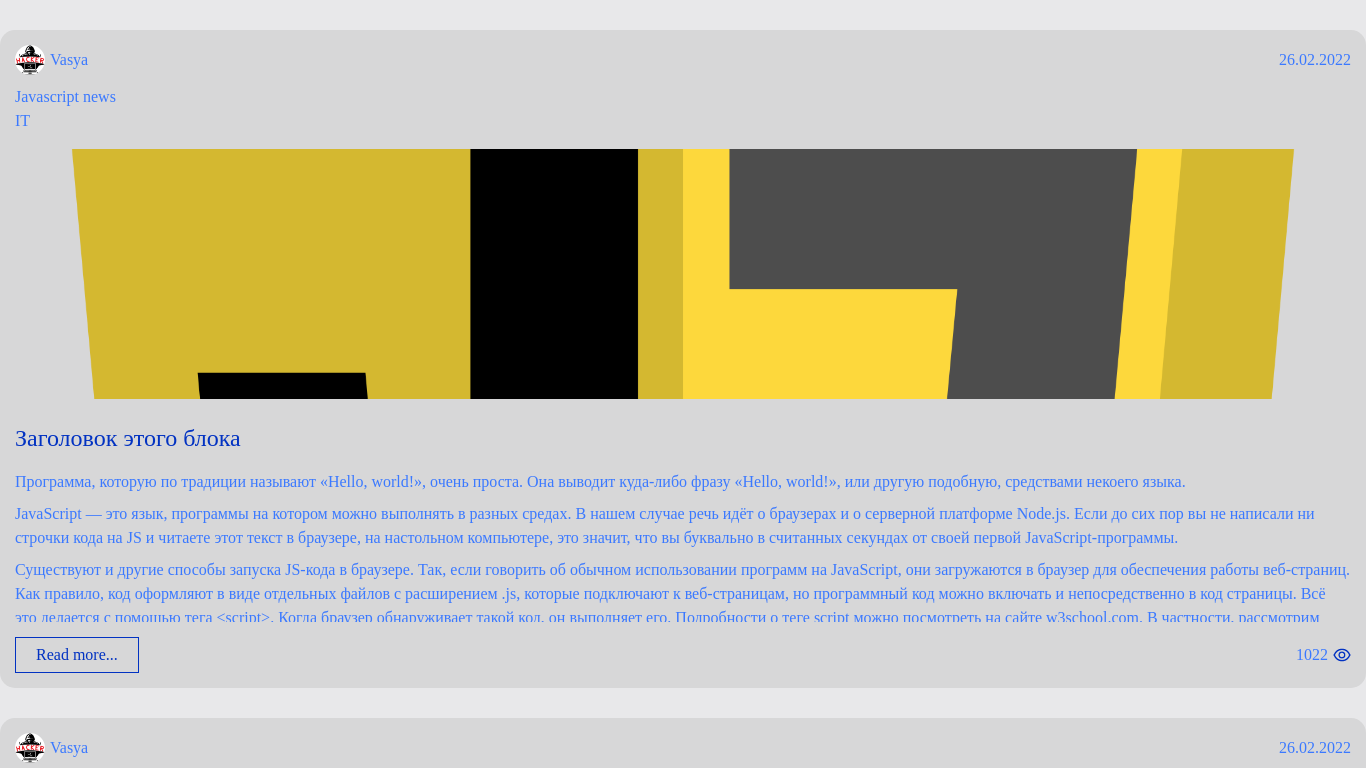 Vasya
26.02.2022
Javascript news
IT
Заголовок этого блока
Программа, которую по традиции называют «Hello, world!», очень проста. Она выводит куда-либо фразу «Hello, world!», или другую подобную, средствами некоего языка.
JavaScript — это язык, программы на котором можно выполнять в разных средах. В нашем случае речь идёт о браузерах и о серверной платформе Node.js. Если до сих пор вы не написали ни
строчки кода на JS и читаете этот текст в браузере, на настольном компьютере, это значит, что вы буквально в считанных секундах от своей первой JavaScript-программы.
Существуют и другие способы запуска JS-кода в браузере. Так, если говорить об обычном использовании программ на JavaScript, они загружаются в браузер для обеспечения работы веб-страниц.
Как правило, код оформляют в виде отдельных файлов с расширением .js, которые подключают к веб-страницам, но программный код можно включать и непосредственно в код страницы. Всё
это делается с помощью тега <script>. Когда браузер обнаруживает такой код, он выполняет его. Подробности о теге script можно посмотреть на сайте w3school.com. В частности, рассмотрим
Read more...
1022
Vasya
26.02.2022